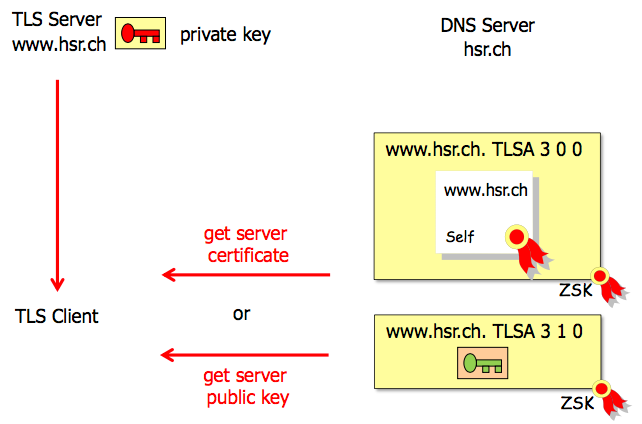 TLS Server
www.hsr.ch
private key
DNS Server
hsr.ch
www.hsr.ch. TLSA 3 0 0
www.hsr.ch
Self
ZSK
get server
certificate
TLS Client
or
www.hsr.ch. TLSA 3 1 0
get server
public key
ZSK